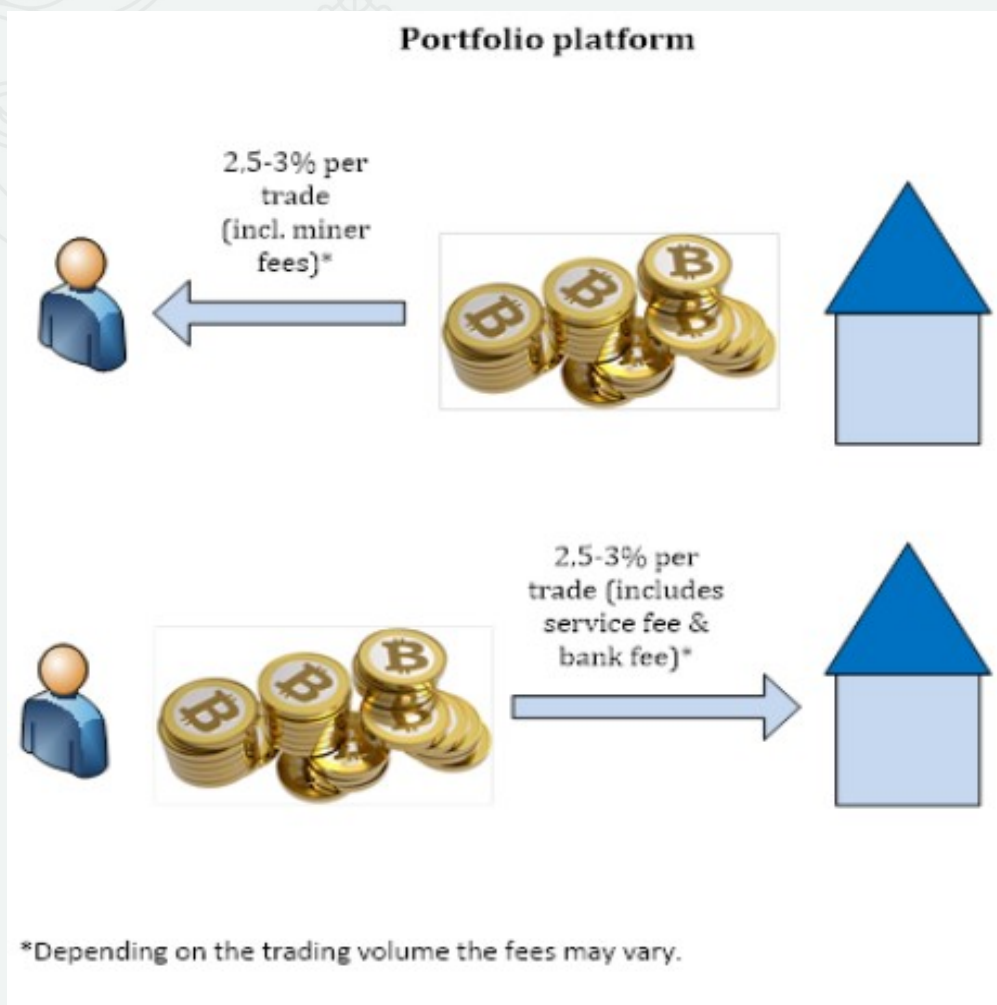 Portfolio platform
2,5-3% per
trade
(incl. miner
fees)*
2,5-3% per
trade (includes
service fee &
bank fee)*
*Depending on the trading volume the fees may vary.